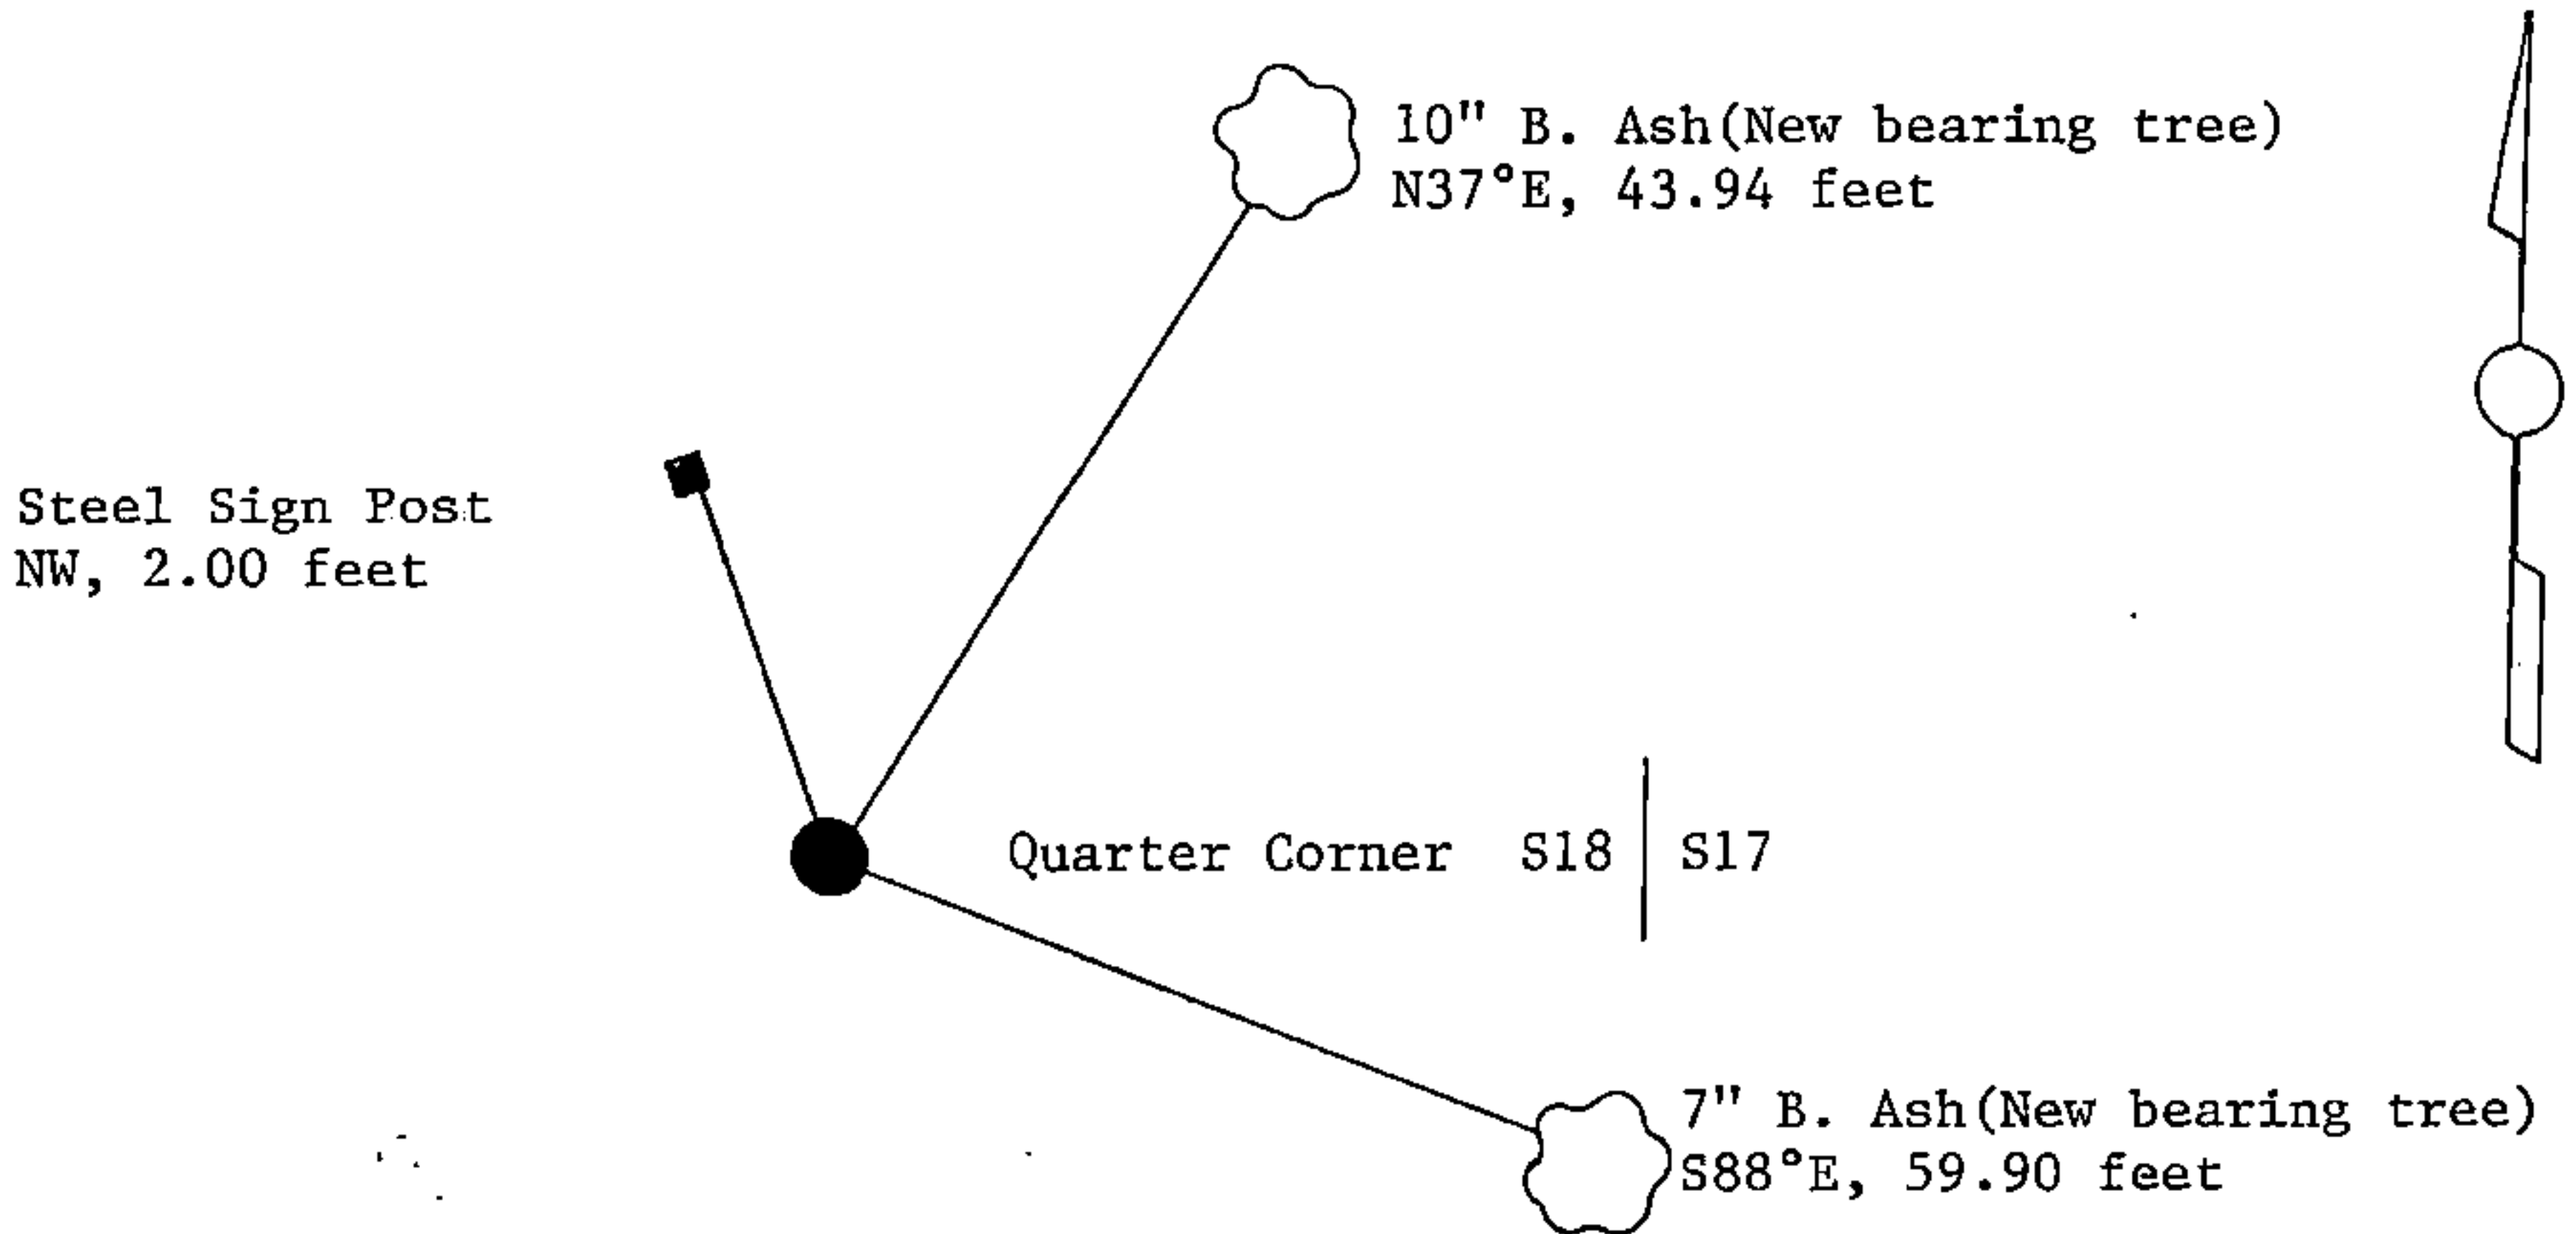 10" B. Ash(New bearing tree)
N37°E, 43.94 feet
Steel Sign Post
NW, 2.00 feet
Quarter Corner S18 | S17
7" B. Ash(New bearing tree)
S88°E, 59.90 feet